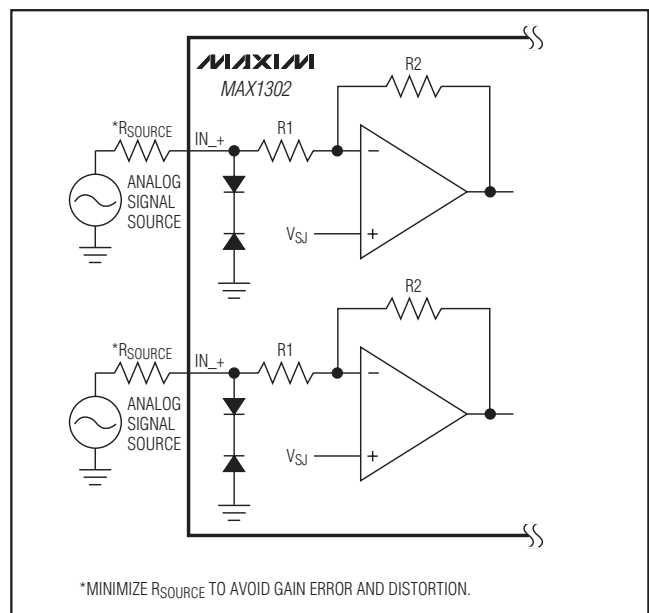 MAXIM
MAX1302
R2
*RSOURCE
IN_+
R1
−
ANALOG
SIGNAL
SOURCE
VSJ
+
R2
*RSOURCE
IN_+
R1
−
ANALOG
SIGNAL
SOURCE
VSJ
+
*MINIMIZE RSOURCE TO AVOID GAIN ERROR AND DISTORTION.